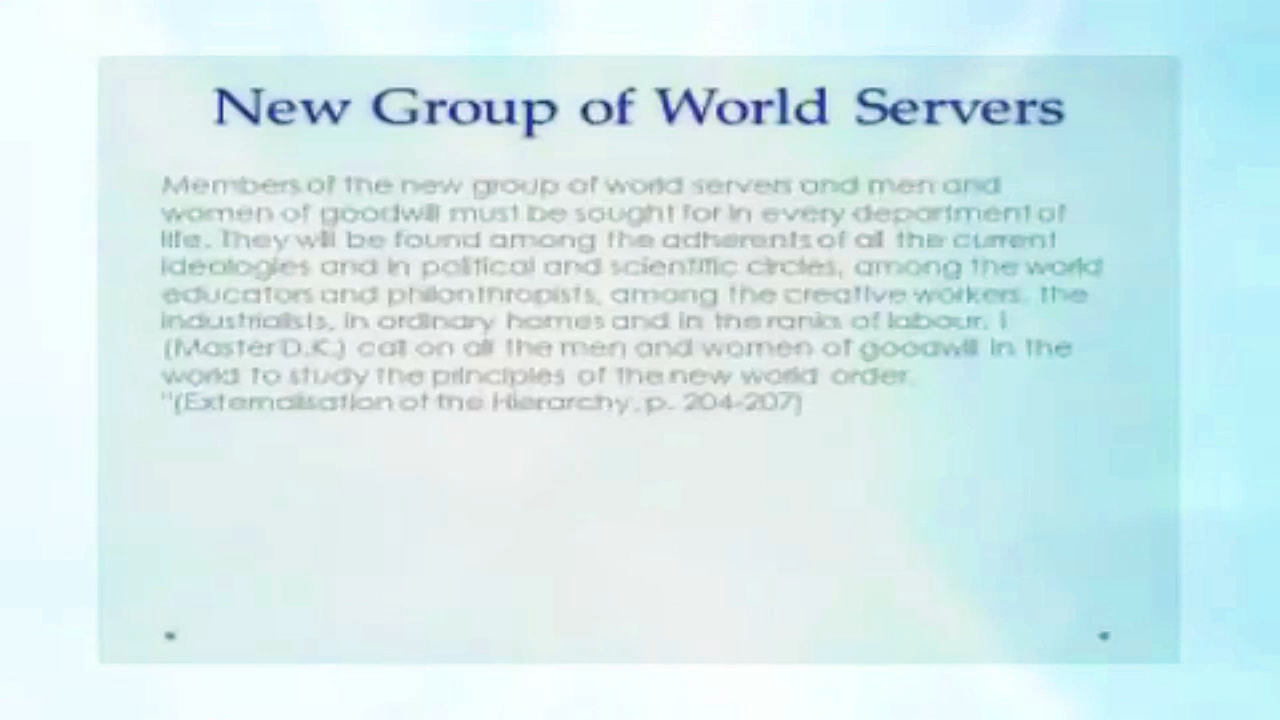 New Group of World Servers
Members of the new group of world servers and men and
women of goodwill must be sought for in every department of
life. They will be found among the adherents of all the current
ideologies and in political and scientific circles, among the world
educators and philanthropists, among the creative workers, the
industrialists, in ordinary homes and in the ranks of labour. I
(Master D.K.) call on all the men and women of goodwill in the
world to study the principles of the new world order.
"(Externalisation of the Hierarchy, p. 204-207)